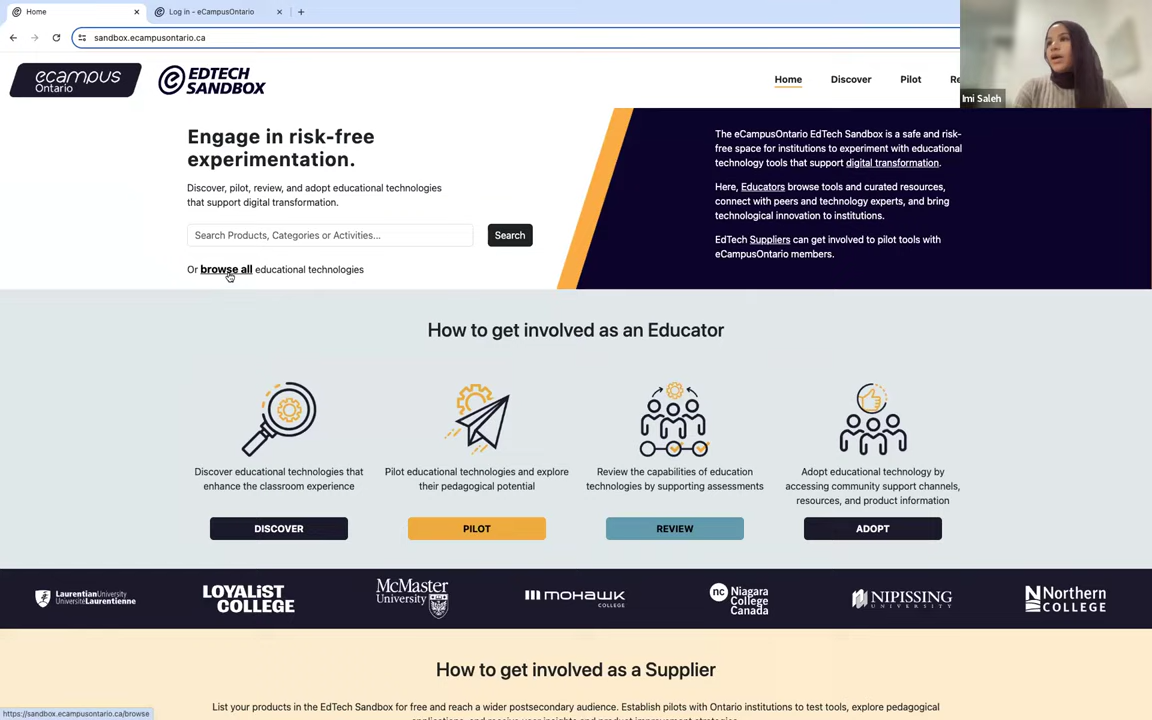 Home
Log in - eCampusOntario
sandbox.ecampusontario.ca
ecampus
Ontario
EDTECH
SANDBOX
Home
Discover
Pilot
Re
Imi Saleh
Engage in risk-free
experimentation.
Discover, pilot, review, and adopt educational technologies
that support digital transformation.
Search Products, Categories or Activities...
Search
Or browse all educational technologies
The eCampusOntario EdTech Sandbox is a safe and risk-
free space for institutions to experiment with educational
technology tools that support digital transformation.
Here, Educators browse tools and curated resources,
connect with peers and technology experts, and bring
technological innovation to institutions.
EdTech Suppliers can get involved to pilot tools with
eCampusOntario members.
How to get involved as an Educator
Discover educational technologies that
enhance the classroom experience
Pilot educational technologies and explore
their pedagogical potential
Review the capabilities of education
technologies by supporting assessments
Adopt educational technology by
accessing community support channels,
resources, and product information
DISCOVER
PILOT
REVIEW
ADOPT
LaurentianUniversity
UniversitéLaurentienne
LOYALIST
COLLEGE
McMaster
University
mOHAWK
COLLEGE
nc
Niagara
College
Canada
NIPISSING
UNIVERSITY
Northern
COLLEGE
How to get involved as a Supplier
List your products in the EdTech Sandbox for free and reach a wider postsecondary audience. Establish pilots with Ontario institutions to test tools, explore pedagogical
https://sandbox.ecampusontario.ca/browse